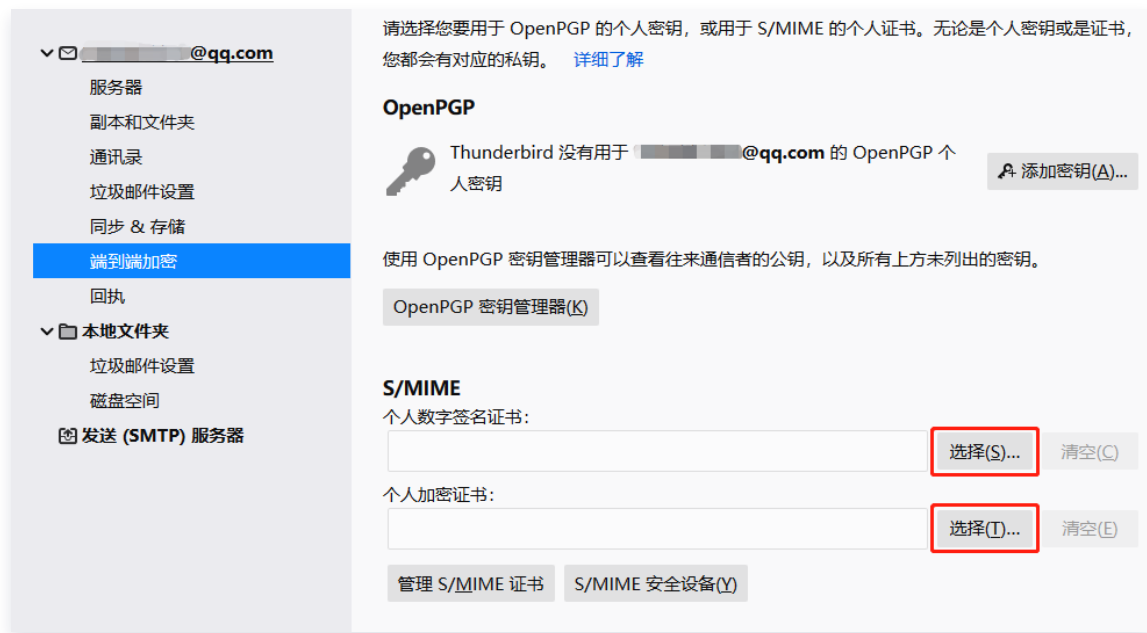 @qq.com
服务器
副本和文件夹
通讯录
垃圾邮件设置
同步 & 存储
端到端加密
回执
本地文件夹
垃圾邮件设置
磁盘空间
发送 (SMTP) 服务器
请选择您要用于 OpenPGP 的个人密钥，或用于 S/MIME 的个人证书。无论是个人密钥或是证书，
您都会有对应的私钥。 详细了解
OpenPGP
Thunderbird 没有用于 @qq.com 的 OpenPGP 个
人密钥
添加密钥(A)...
使用 OpenPGP 密钥管理器可以查看往来通信者的公钥，以及所有上方未列出的密钥。
OpenPGP 密钥管理器(K)
S/MIME
个人数字签名证书：
选择(S)... 清空(C)
个人加密证书：
选择(T)... 清空(E)
管理 S/MIME 证书 S/MIME 安全设备(Y)